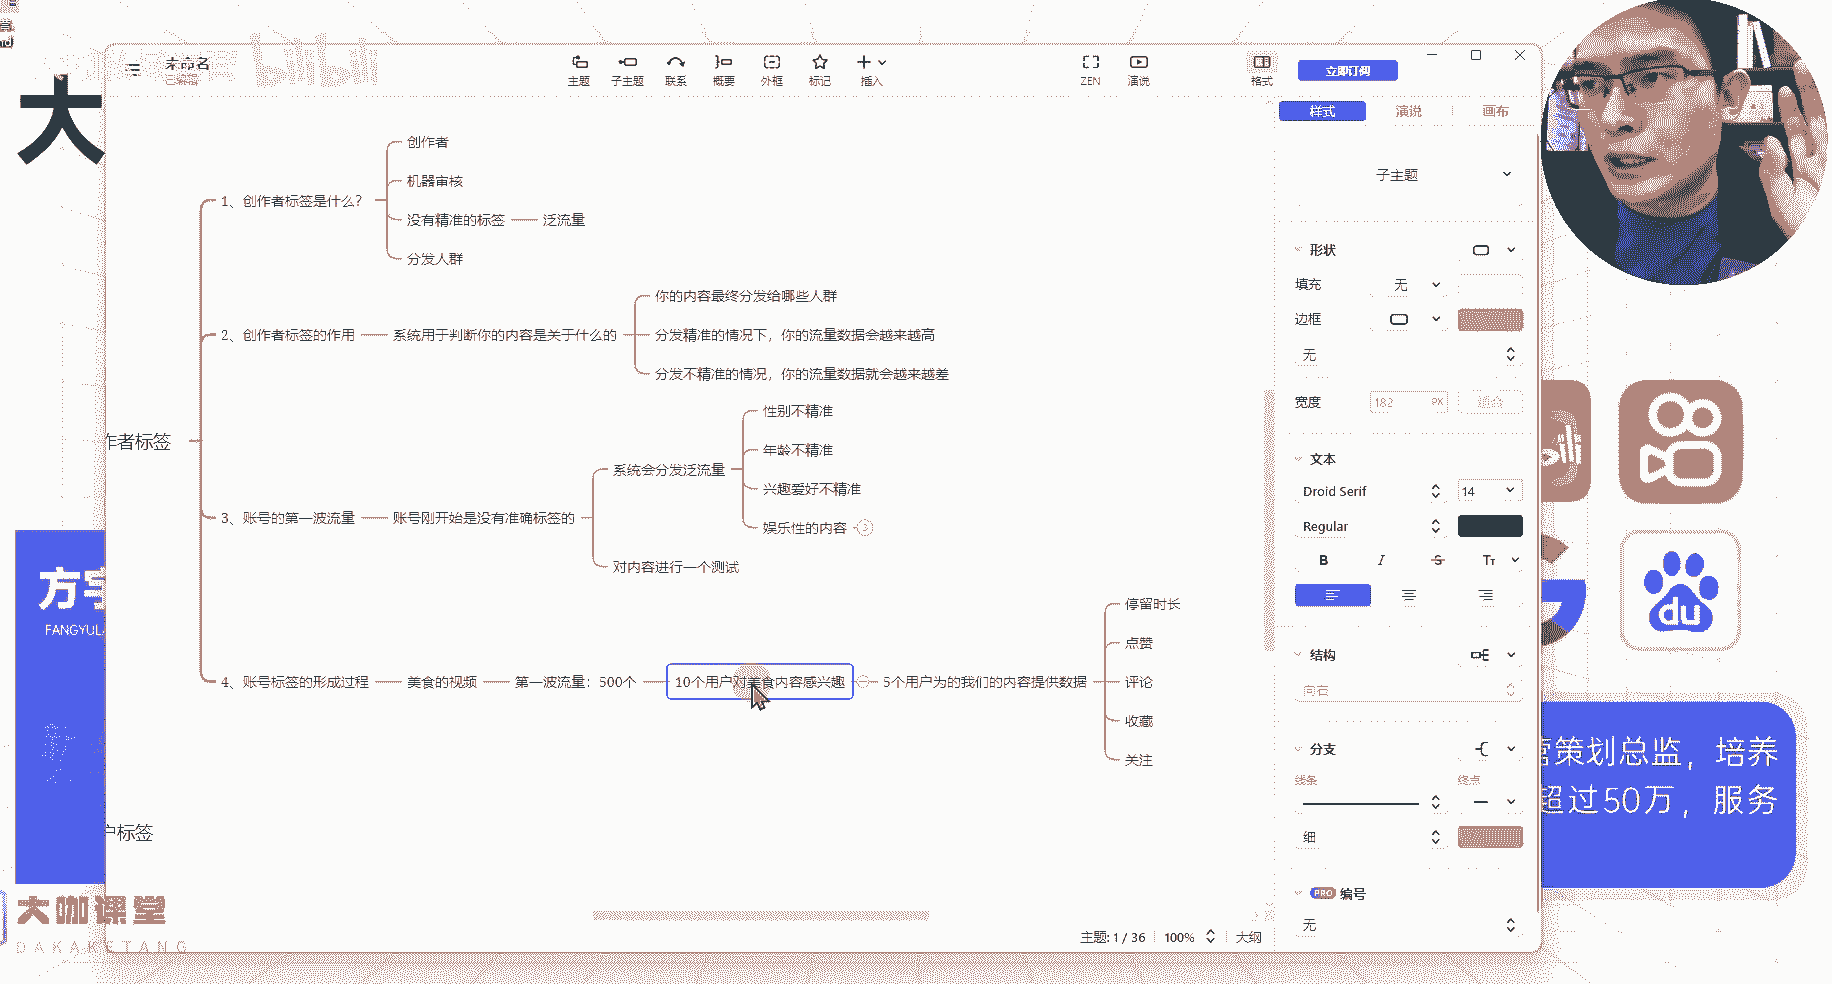 大
未命名
已编辑
bilibili
主题
子主题
联系
概要
外框
标记
插入
ZEN
演说
格式
立即订阅
样式
演说
画布
子主题
形状
填充
无
边框
无
宽度
182
PX
适合
文本
Droid Serif
14
Regular
B
I
S
Tт
结构
向右
分支
线条
终点
细
PRO 编号
无
作者标签
1、创作者标签是什么?
创作者
机器审核
没有精准的标签
泛流量
分发人群
2、创作者标签的作用
系统用于判断你的内容是关于什么的
你的内容最终分发给哪些人群
分发精准的情况下,你的流量数据会越来越高
分发不精准的情况,你的流量数据就会越来越差
3、账号的第一波流量
账号刚开始是没有准确标签的
系统会分发泛流量
性别不精准
年龄不精准
兴趣爱好不精准
娱乐性的内容
3
对内容进行一个测试
4、账号标签的形成过程
美食的视频
第一波流量:500个
10个用户对美食内容感兴趣
5个用户为的我们的内容提供数据
停留时长
点赞
评论
收藏
关注
户标签
主题: 1 / 36
100%
大纲
方宇
FANGYU
du
营策划总监,培养
超过50万,服务
大咖课堂
DAKAKETANG